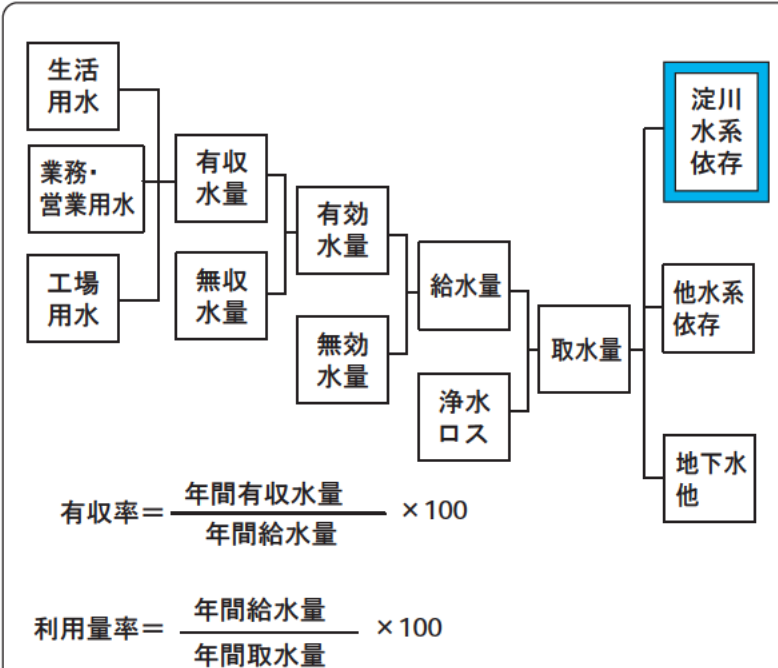 生活
用水
業務・
営業用水
工場
用水
有収
水量
無収
水量
有効
水量
無効
水量
給水量
浄水
ロス
取水量
淀川
水系
依存
他水系
依存
地下水
他
有収率＝ 年間有収水量 ×100
年間給水量
利用量率＝ 年間給水量 ×100
年間取水量